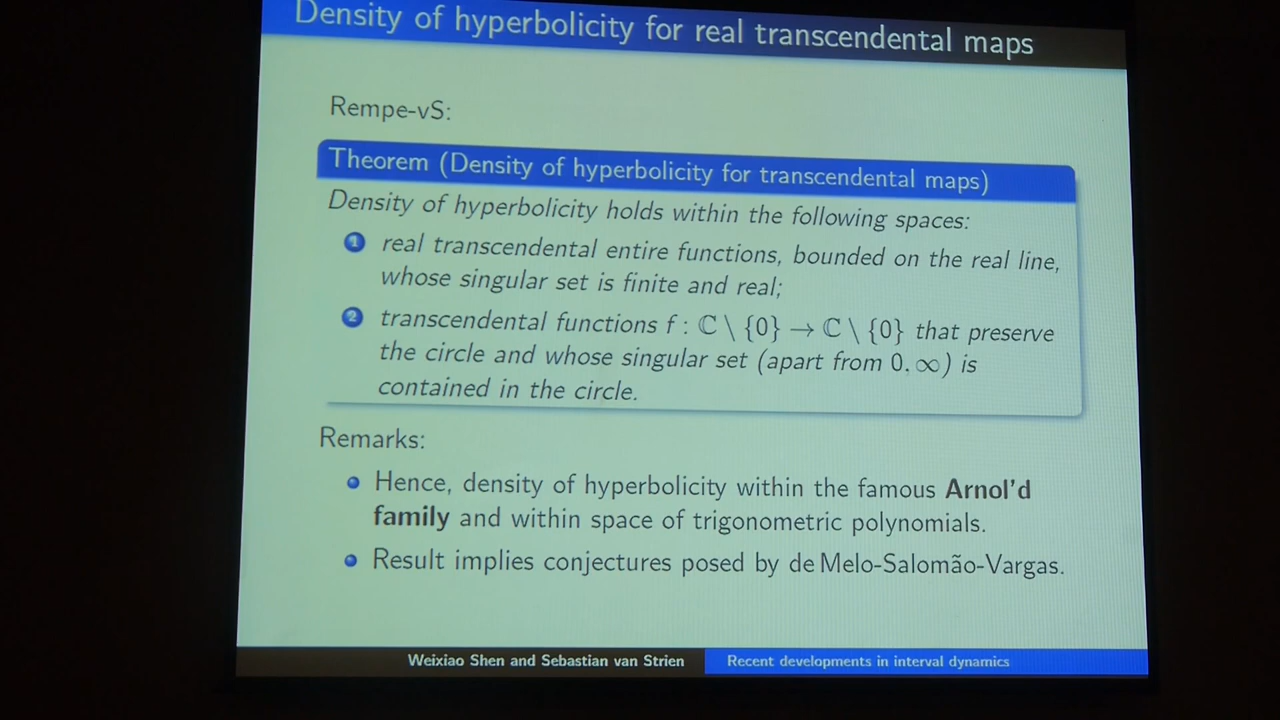 Density of hyperbolicity for real transcendental maps
Rempe-vS:
Theorem (Density of hyperbolicity for transcendental maps)
Density of hyperbolicity holds within the following spaces:
1 real transcendental entire functions, bounded on the real line,
whose singular set is finite and real;
2 transcendental functions f : ℂ \ {0} → ℂ \ {0} that preserve
the circle and whose singular set (apart from 0, ∞) is
contained in the circle.
Remarks:
Hence, density of hyperbolicity within the famous Arnol'd
family and within space of trigonometric polynomials.
Result implies conjectures posed by de Melo-Salomão-Vargas.
Weixiao Shen and Sebastian van Strien
Recent developments in interval dynamics